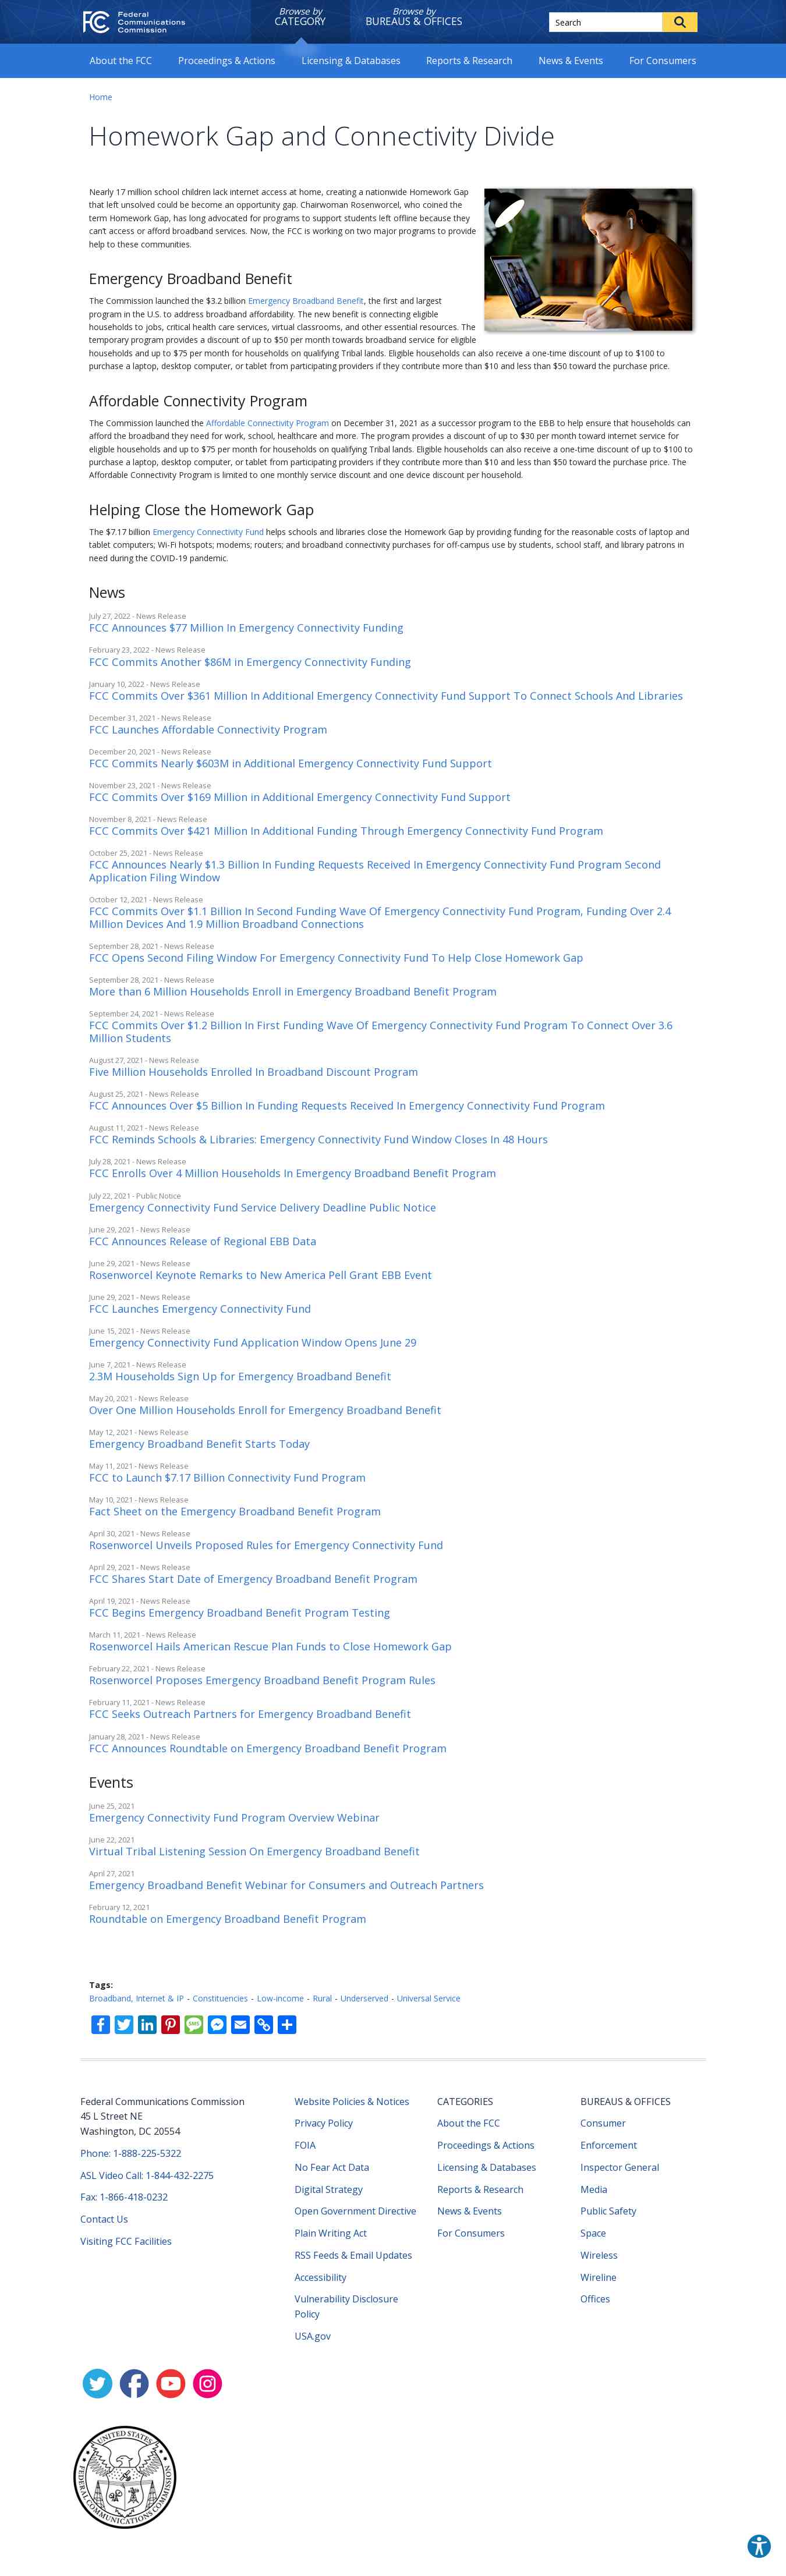 Federal
Communications
Commission
Browse by
CATEGORY
Browse by
BUREAUS & OFFICES
Search
About the FCC
Proceedings & Actions
Licensing & Databases
Reports & Research
News & Events
For Consumers
Home
Homework Gap and Connectivity Divide
Nearly 17 million school children lack internet access at home, creating a nationwide Homework Gap
that left unsolved could be become an opportunity gap. Chairwoman Rosenworcel, who coined the
term Homework Gap, has long advocated for programs to support students left offline because they
can't access or afford broadband services. Now, the FCC is working on two major programs to provide
help to these communities.
Emergency Broadband Benefit
The Commission launched the $3.2 billion Emergency Broadband Benefit, the first and largest
program in the U.S. to address broadband affordability. The new benefit is connecting eligible
households to jobs, critical health care services, virtual classrooms, and other essential resources. The
temporary program provides a discount of up to $50 per month towards broadband service for eligible
households and up to $75 per month for households on qualifying Tribal lands. Eligible households can also receive a one-time discount of up to $100 to
purchase a laptop, desktop computer, or tablet from participating providers if they contribute more than $10 and less than $50 toward the purchase price.
Affordable Connectivity Program
The Commission launched the Affordable Connectivity Program on December 31, 2021 as a successor program to the EBB to help ensure that households can
afford the broadband they need for work, school, healthcare and more. The program provides a discount of up to $30 per month toward internet service for
eligible households and up to $75 per month for households on qualifying Tribal lands. Eligible households can also receive a one-time discount of up to $100 to
purchase a laptop, desktop computer, or tablet from participating providers if they contribute more than $10 and less than $50 toward the purchase price. The
Affordable Connectivity Program is limited to one monthly service discount and one device discount per household.
Helping Close the Homework Gap
The $7.17 billion Emergency Connectivity Fund helps schools and libraries close the Homework Gap by providing funding for the reasonable costs of laptop and
tablet computers; Wi-Fi hotspots; modems; routers; and broadband connectivity purchases for off-campus use by students, school staff, and library patrons in
need during the COVID-19 pandemic.
News
July 27, 2022 - News Release
FCC Announces $77 Million In Emergency Connectivity Funding
February 23, 2022 - News Release
FCC Commits Another $86M in Emergency Connectivity Funding
January 10, 2022 - News Release
FCC Commits Over $361 Million In Additional Emergency Connectivity Fund Support To Connect Schools And Libraries
December 31, 2021 - News Release
FCC Launches Affordable Connectivity Program
December 20, 2021 - News Release
FCC Commits Nearly $603M in Additional Emergency Connectivity Fund Support
November 23, 2021 - News Release
FCC Commits Over $169 Million in Additional Emergency Connectivity Fund Support
November 8, 2021 - News Release
FCC Commits Over $421 Million In Additional Funding Through Emergency Connectivity Fund Program
October 25, 2021 - News Release
FCC Announces Nearly $1.3 Billion In Funding Requests Received In Emergency Connectivity Fund Program Second
Application Filing Window
October 12, 2021 - News Release
FCC Commits Over $1.1 Billion In Second Funding Wave Of Emergency Connectivity Fund Program, Funding Over 2.4
Million Devices And 1.9 Million Broadband Connections
September 28, 2021 - News Release
FCC Opens Second Filing Window For Emergency Connectivity Fund To Help Close Homework Gap
September 28, 2021 - News Release
More than 6 Million Households Enroll in Emergency Broadband Benefit Program
September 24, 2021 - News Release
FCC Commits Over $1.2 Billion In First Funding Wave Of Emergency Connectivity Fund Program To Connect Over 3.6
Million Students
August 27, 2021 - News Release
Five Million Households Enrolled In Broadband Discount Program
August 25, 2021 - News Release
FCC Announces Over $5 Billion In Funding Requests Received In Emergency Connectivity Fund Program
August 11, 2021 - News Release
FCC Reminds Schools & Libraries: Emergency Connectivity Fund Window Closes In 48 Hours
July 28, 2021 - News Release
FCC Enrolls Over 4 Million Households In Emergency Broadband Benefit Program
July 22, 2021 - Public Notice
Emergency Connectivity Fund Service Delivery Deadline Public Notice
June 29, 2021 - News Release
FCC Announces Release of Regional EBB Data
June 29, 2021 - News Release
Rosenworcel Keynote Remarks to New America Pell Grant EBB Event
June 29, 2021 - News Release
FCC Launches Emergency Connectivity Fund
June 15, 2021 - News Release
Emergency Connectivity Fund Application Window Opens June 29
June 7, 2021 - News Release
2.3M Households Sign Up for Emergency Broadband Benefit
May 20, 2021 - News Release
Over One Million Households Enroll for Emergency Broadband Benefit
May 12, 2021 - News Release
Emergency Broadband Benefit Starts Today
May 11, 2021 - News Release
FCC to Launch $7.17 Billion Connectivity Fund Program
May 10, 2021 - News Release
Fact Sheet on the Emergency Broadband Benefit Program
April 30, 2021 - News Release
Rosenworcel Unveils Proposed Rules for Emergency Connectivity Fund
April 29, 2021 - News Release
FCC Shares Start Date of Emergency Broadband Benefit Program
April 19, 2021 - News Release
FCC Begins Emergency Broadband Benefit Program Testing
March 11, 2021 - News Release
Rosenworcel Hails American Rescue Plan Funds to Close Homework Gap
February 22, 2021 - News Release
Rosenworcel Proposes Emergency Broadband Benefit Program Rules
February 11, 2021 - News Release
FCC Seeks Outreach Partners for Emergency Broadband Benefit
January 28, 2021 - News Release
FCC Announces Roundtable on Emergency Broadband Benefit Program
Events
June 25, 2021
Emergency Connectivity Fund Program Overview Webinar
June 22, 2021
Virtual Tribal Listening Session On Emergency Broadband Benefit
April 27, 2021
Emergency Broadband Benefit Webinar for Consumers and Outreach Partners
February 12, 2021
Roundtable on Emergency Broadband Benefit Program
Tags:
Broadband, Internet & IP - Constituencies - Low-income - Rural - Underserved - Universal Service
SMS
Federal Communications Commission
45 L Street NE
Washington, DC 20554
Phone: 1-888-225-5322
ASL Video Call: 1-844-432-2275
Fax: 1-866-418-0232
Contact Us
Visiting FCC Facilities
Website Policies & Notices
Privacy Policy
FOIA
No Fear Act Data
Digital Strategy
Open Government Directive
Plain Writing Act
RSS Feeds & Email Updates
Accessibility
Vulnerability Disclosure
Policy
USA.gov
CATEGORIES
About the FCC
Proceedings & Actions
Licensing & Databases
Reports & Research
News & Events
For Consumers
BUREAUS & OFFICES
Consumer
Enforcement
Inspector General
Media
Public Safety
Space
Wireless
Wireline
Offices
FEDERAL COMMUNICATIONS COMMISSION